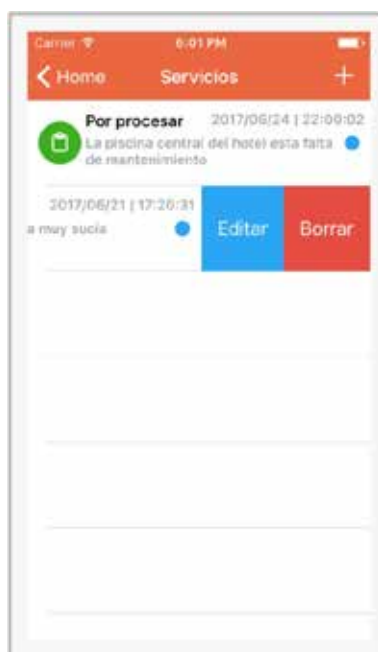 Carrier 6:01 PM
Home Servicios +
Por procesar 2017/06/24 | 22:00:02
La piscina central del hotel esta falta
de mantenimiento
2017/06/21 | 17:26:31
a muy sucia
Editar Borrar